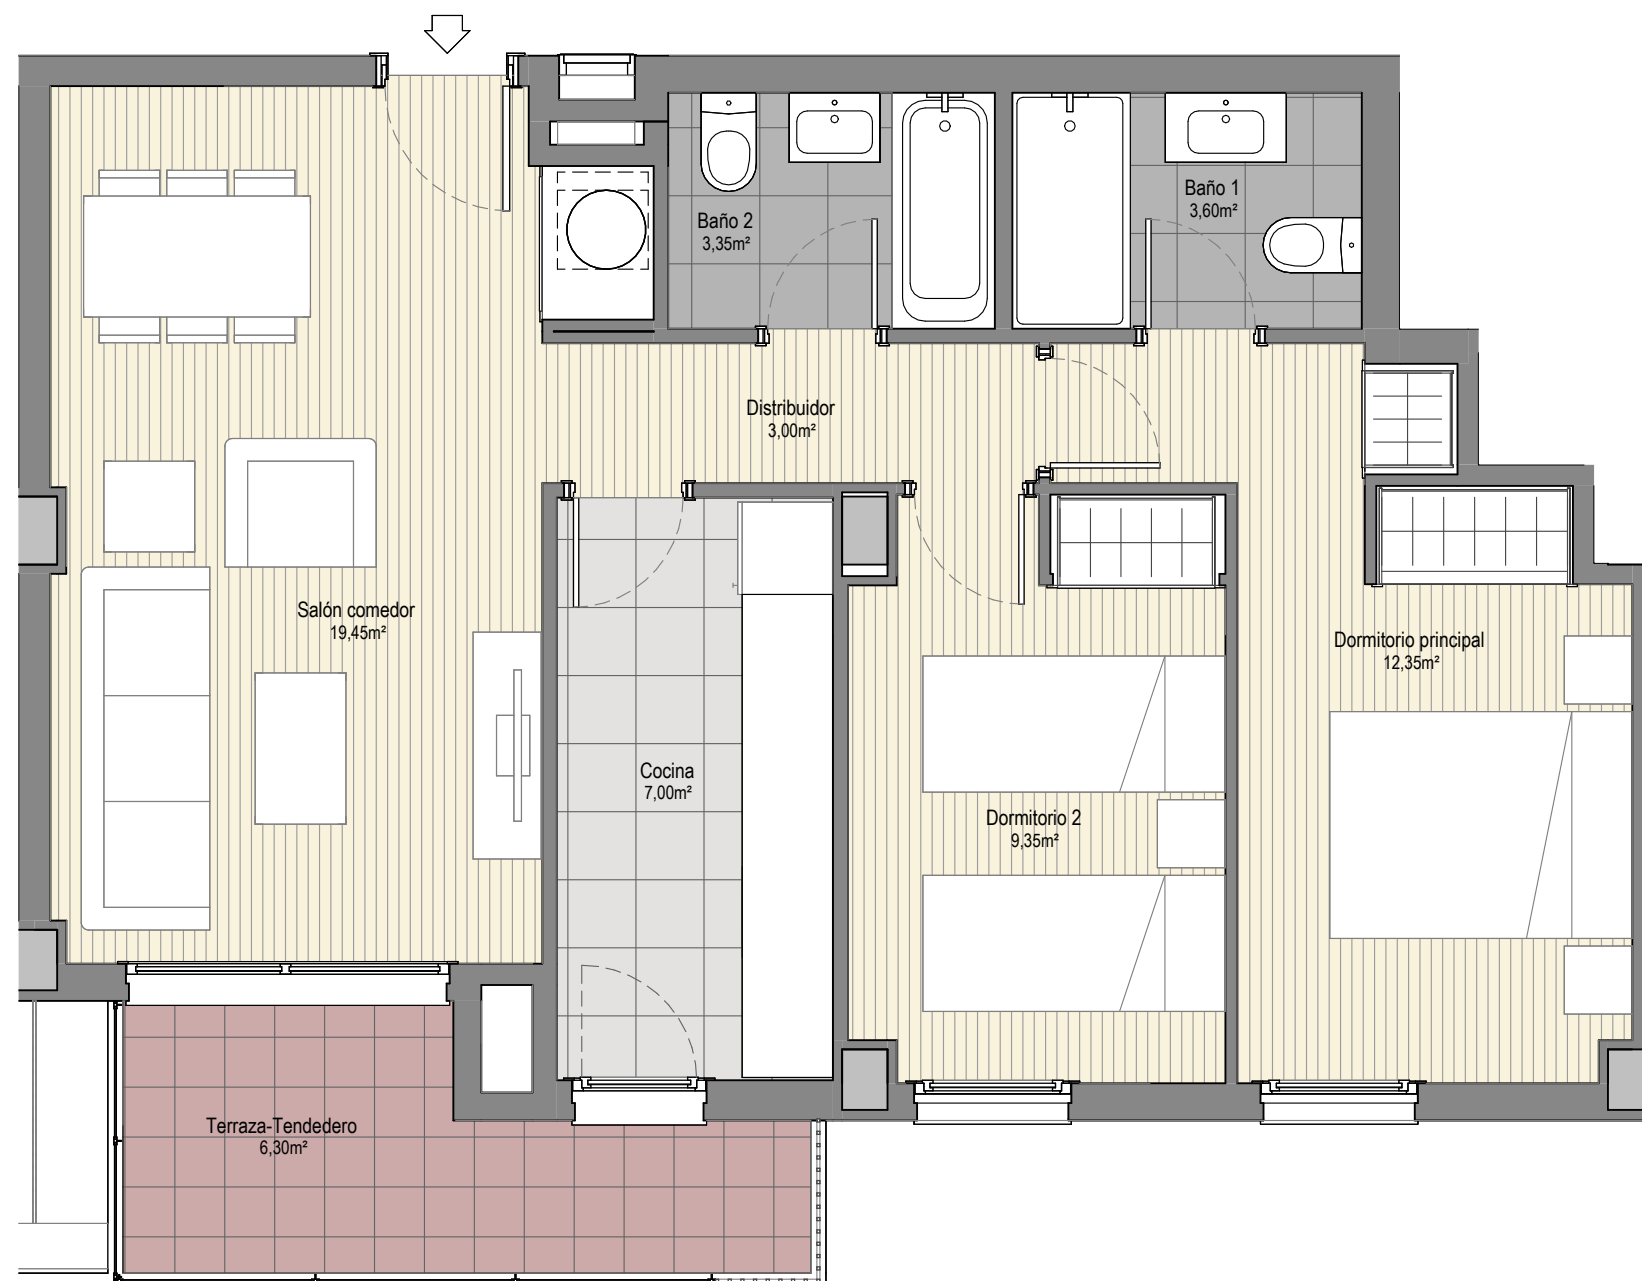 Baño 1
3,60m²
Baño 2
3,35m²
Distribuidor
3,00m²
Salón comedor
19,45m²
Dormitorio principal
12,35m²
Cocina
7,00m²
Dormitorio 2
9,35m²
Terraza-Tendedero
6,30m²